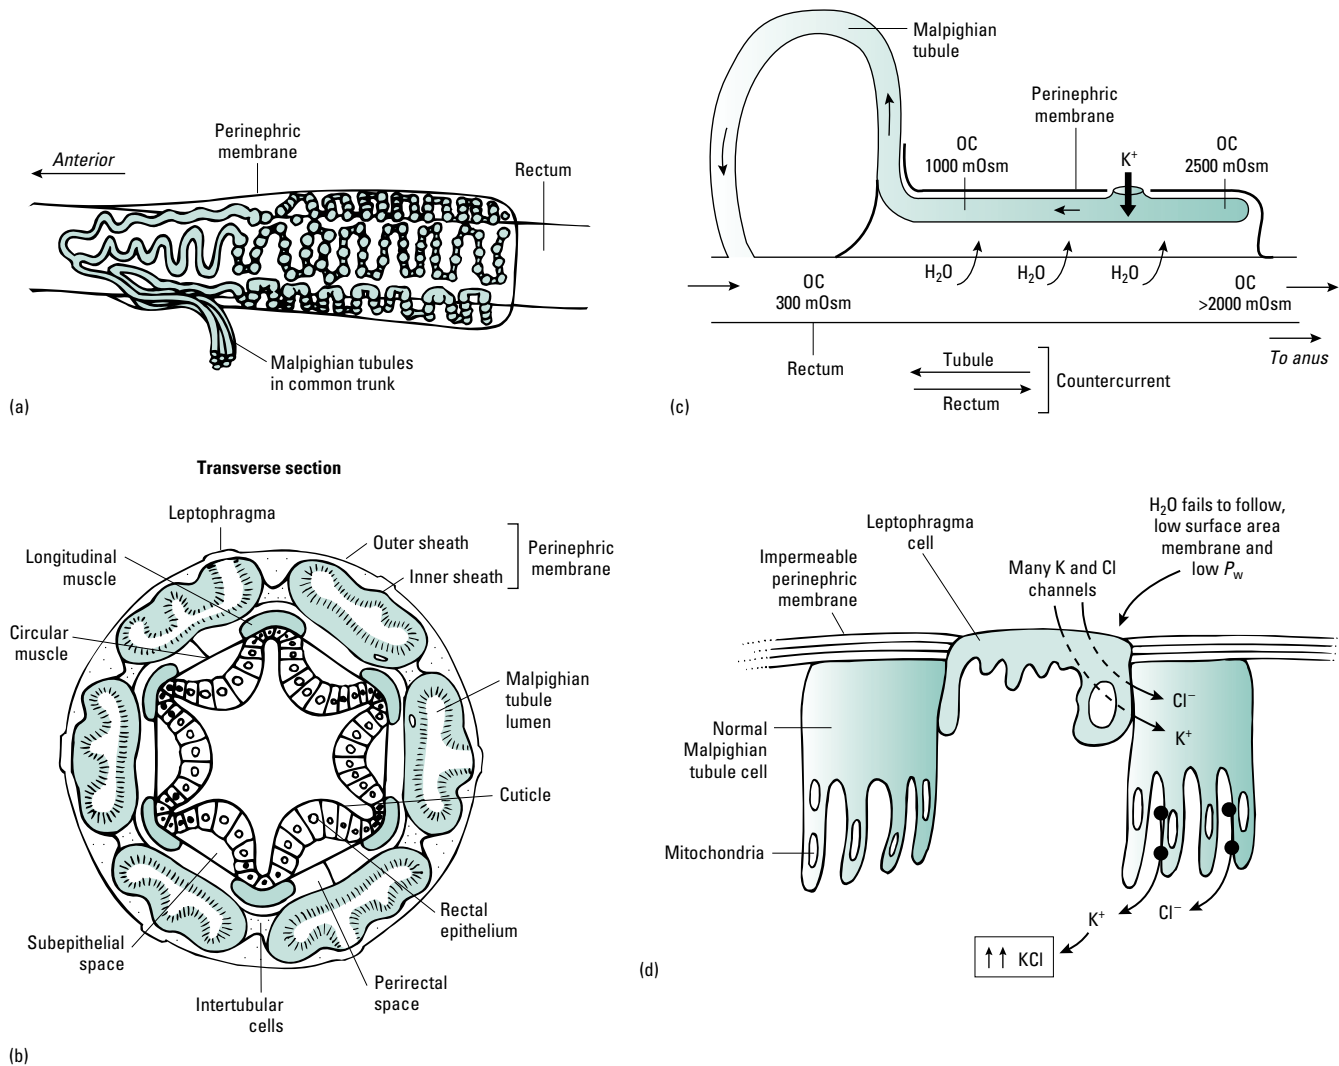 Anterior
Perinephric
membrane
Rectum
Malpighian tubules
in common trunk
(a)
Malpighian
tubule
Perinephric
membrane
OC
1000 mOsm
K+
OC
2500 mOsm
H2O
H2O
H2O
OC
300 mOsm
OC
>2000 mOsm
To anus
Rectum
Tubule
Rectum
Countercurrent
(c)
Transverse section
Leptophragma
Longitudinal
muscle
Circular
muscle
Outer sheath
Inner sheath
Perinephric
membrane
Malpighian
tubule
lumen
Cuticle
Rectal
epithelium
Perirectal
space
Intertubular
cells
Subepithelial
space
(b)
Leptophragma
cell
Impermeable
perinephric
membrane
Many K and Cl
channels
H2O fails to follow,
low surface area
membrane and
low Pw
Normal
Malpighian
tubule cell
Mitochondria
Cl−
K+
K+
Cl−
↑↑ KCl
(d)